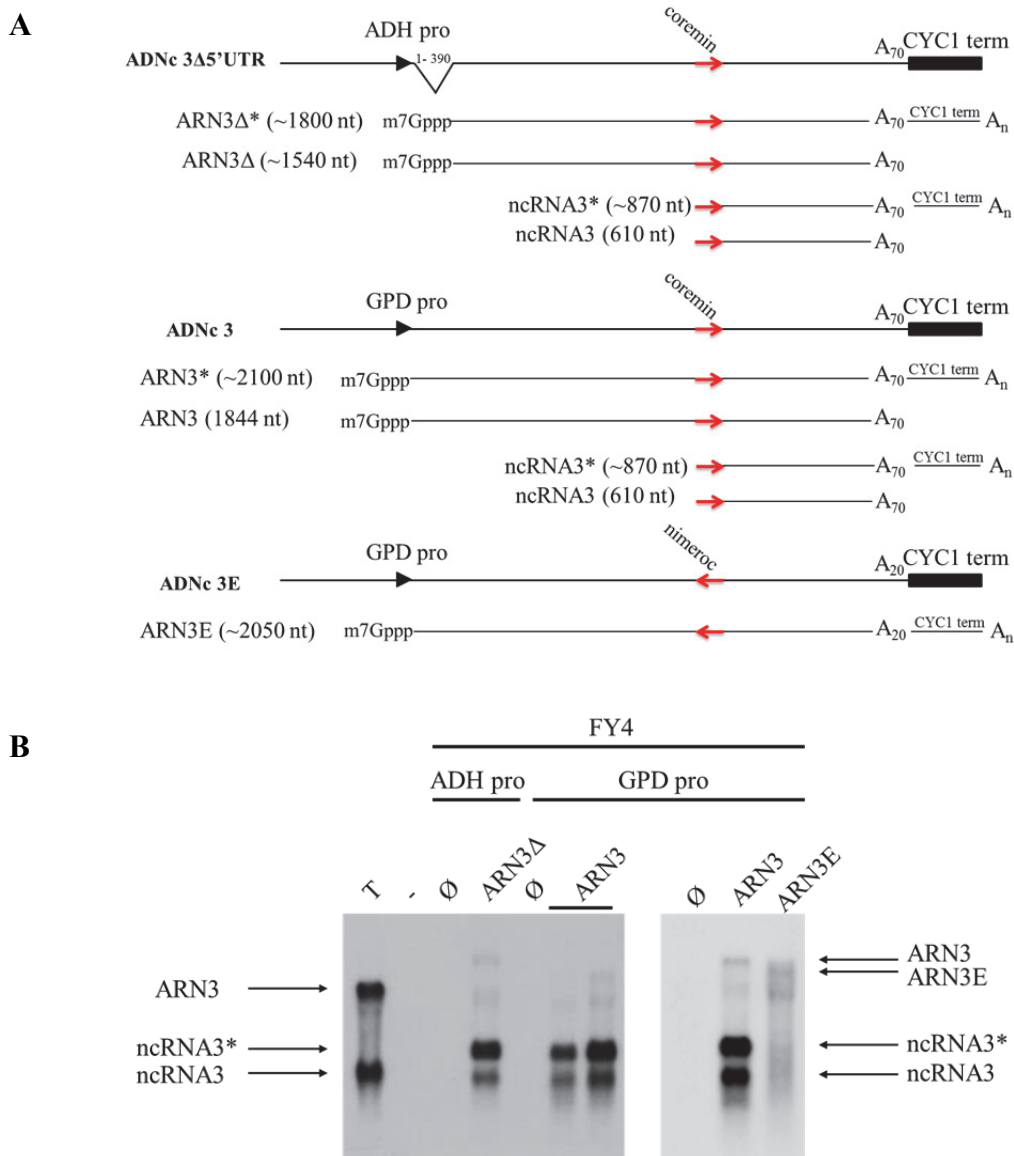 A
ADH pro
coremin
A70 CYC1 term
ADNc 3Δ5'UTR
1- 390
ARN3Δ* (~1800 nt) m7Gppp A70 CYC1 term An
ARN3Δ (~1540 nt) m7Gppp A70
ncRNA3* (~870 nt) A70 CYC1 term An
ncRNA3 (610 nt) A70
GPD pro
coremin
A70 CYC1 term
ADNc 3
ARN3* (~2100 nt) m7Gppp A70 CYC1 term An
ARN3 (1844 nt) m7Gppp A70
ncRNA3* (~870 nt) A70 CYC1 term An
ncRNA3 (610 nt) A70
GPD pro
nimeroc
A20 CYC1 term
ADNc 3E
ARN3E (~2050 nt) m7Gppp A20 CYC1 term An
B
FY4
ADH pro GPD pro
T - Ø ARN3Δ Ø ARN3 Ø ARN3 ARN3E
ARN3
ncRNA3*
ncRNA3
ARN3
ARN3E
ncRNA3*
ncRNA3